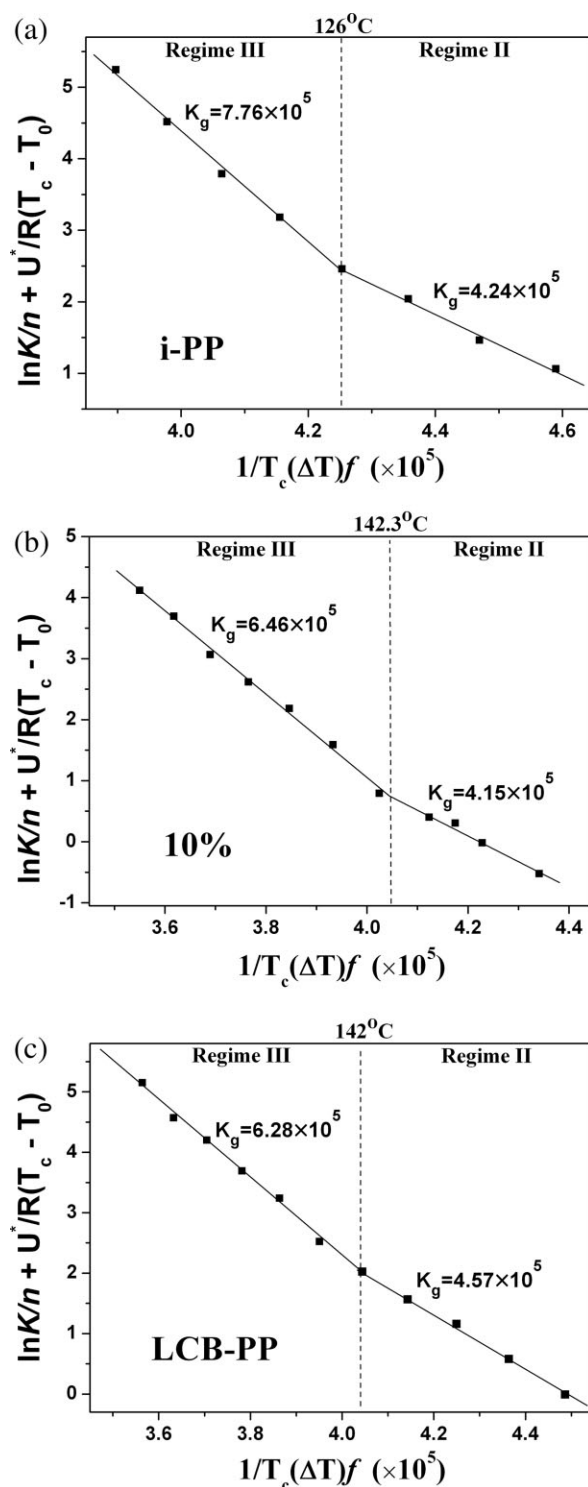 (a)
126°C
Regime III Regime II
K_g=7.76×10^5
K_g=4.24×10^5
i-PP
lnK/n + U*/R(T_c - T_0)
5
4
3
2
1
4.0 4.2 4.4 4.6
1/T_c(ΔT)f (×10^5)
(b)
142.3°C
Regime III Regime II
K_g=6.46×10^5
K_g=4.15×10^5
10%
lnK/n + U*/R(T_c - T_0)
5
4
3
2
1
0
-1
3.6 3.8 4.0 4.2 4.4
1/T_c(ΔT)f (×10^5)
(c)
142°C
Regime III Regime II
K_g=6.28×10^5
K_g=4.57×10^5
LCB-PP
lnK/n + U*/R(T_c - T_0)
5
4
3
2
1
0
3.6 3.8 4.0 4.2 4.4
1/T_c(ΔT)f (×10^5)